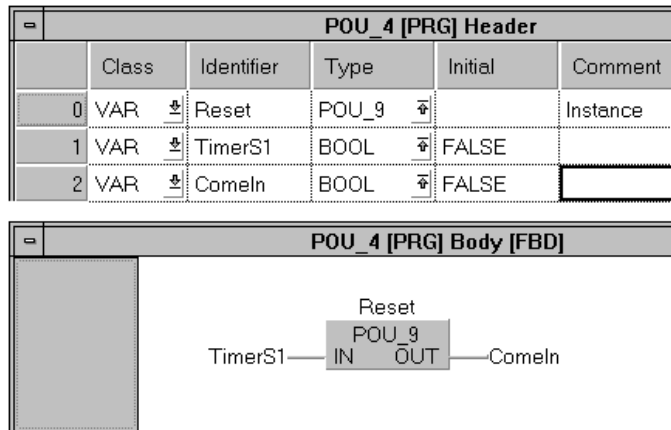 POU_4 [PRG] Header
Class Identifier Type Initial Comment
0 VAR Reset POU_9 Instance
1 VAR TimerS1 BOOL FALSE
2 VAR ComeIn BOOL FALSE
POU_4 [PRG] Body [FBD]
Reset
POU_9
TimerS1 IN OUT ComeIn